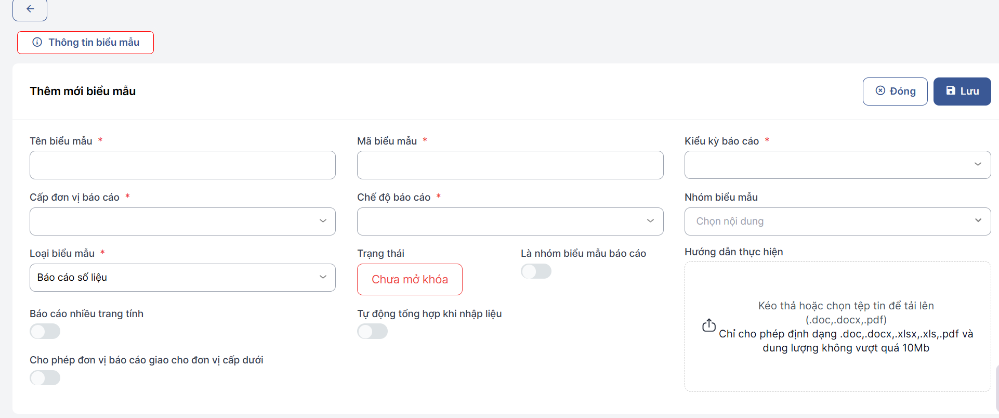 Thông tin biểu mẫu
Thêm mới biểu mẫu
Đóng
Lưu
Tên biểu mẫu *
Mã biểu mẫu *
Kiểu kỳ báo cáo *
Cấp đơn vị báo cáo *
Chế độ báo cáo *
Nhóm biểu mẫu
Chọn nội dung
Loại biểu mẫu *
Báo cáo số liệu
Trạng thái
Chưa mở khóa
Là nhóm biểu mẫu báo cáo
Hướng dẫn thực hiện
Kéo thả hoặc chọn tệp tin để tải lên
(.doc,.docx,.pdf)
Chỉ cho phép định dạng .doc,.docx,.xlsx,.xls,.pdf và
dung lượng không vượt quá 10Mb
Báo cáo nhiều trang tính
Tự động tổng hợp khi nhập liệu
Cho phép đơn vị báo cáo giao cho đơn vị cấp dưới